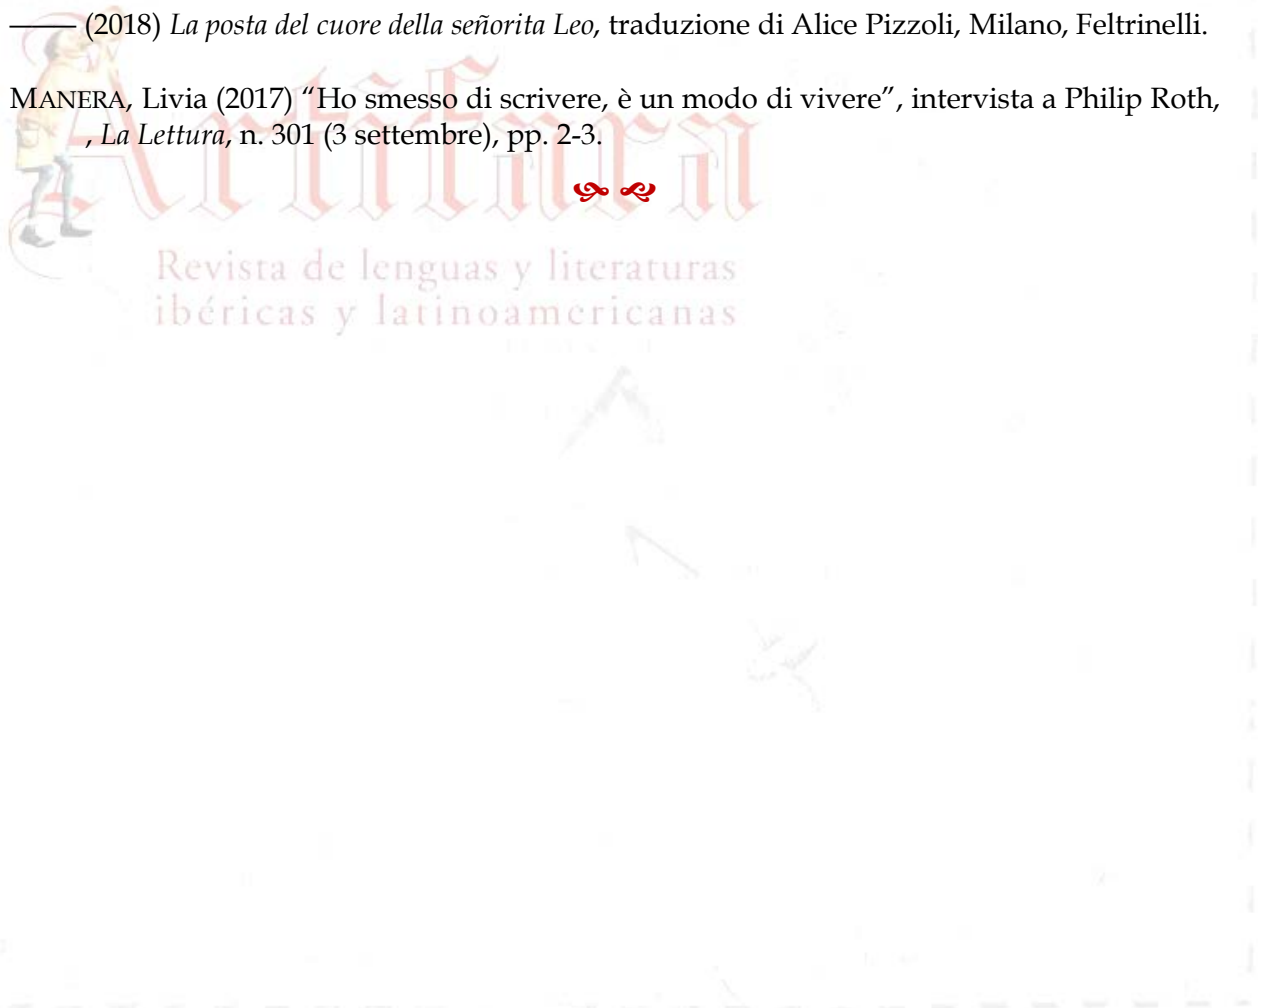 —— (2018) La posta del cuore della señorita Leo, traduzione di Alice Pizzoli, Milano, Feltrinelli.
MANERA, Livia (2017) “Ho smesso di scrivere, è un modo di vivere”, intervista a Philip Roth,
, La Lettura, n. 301 (3 settembre), pp. 2-3.
Artifara
Revista de lenguas y literaturas
ibéricas y latinoamericanas